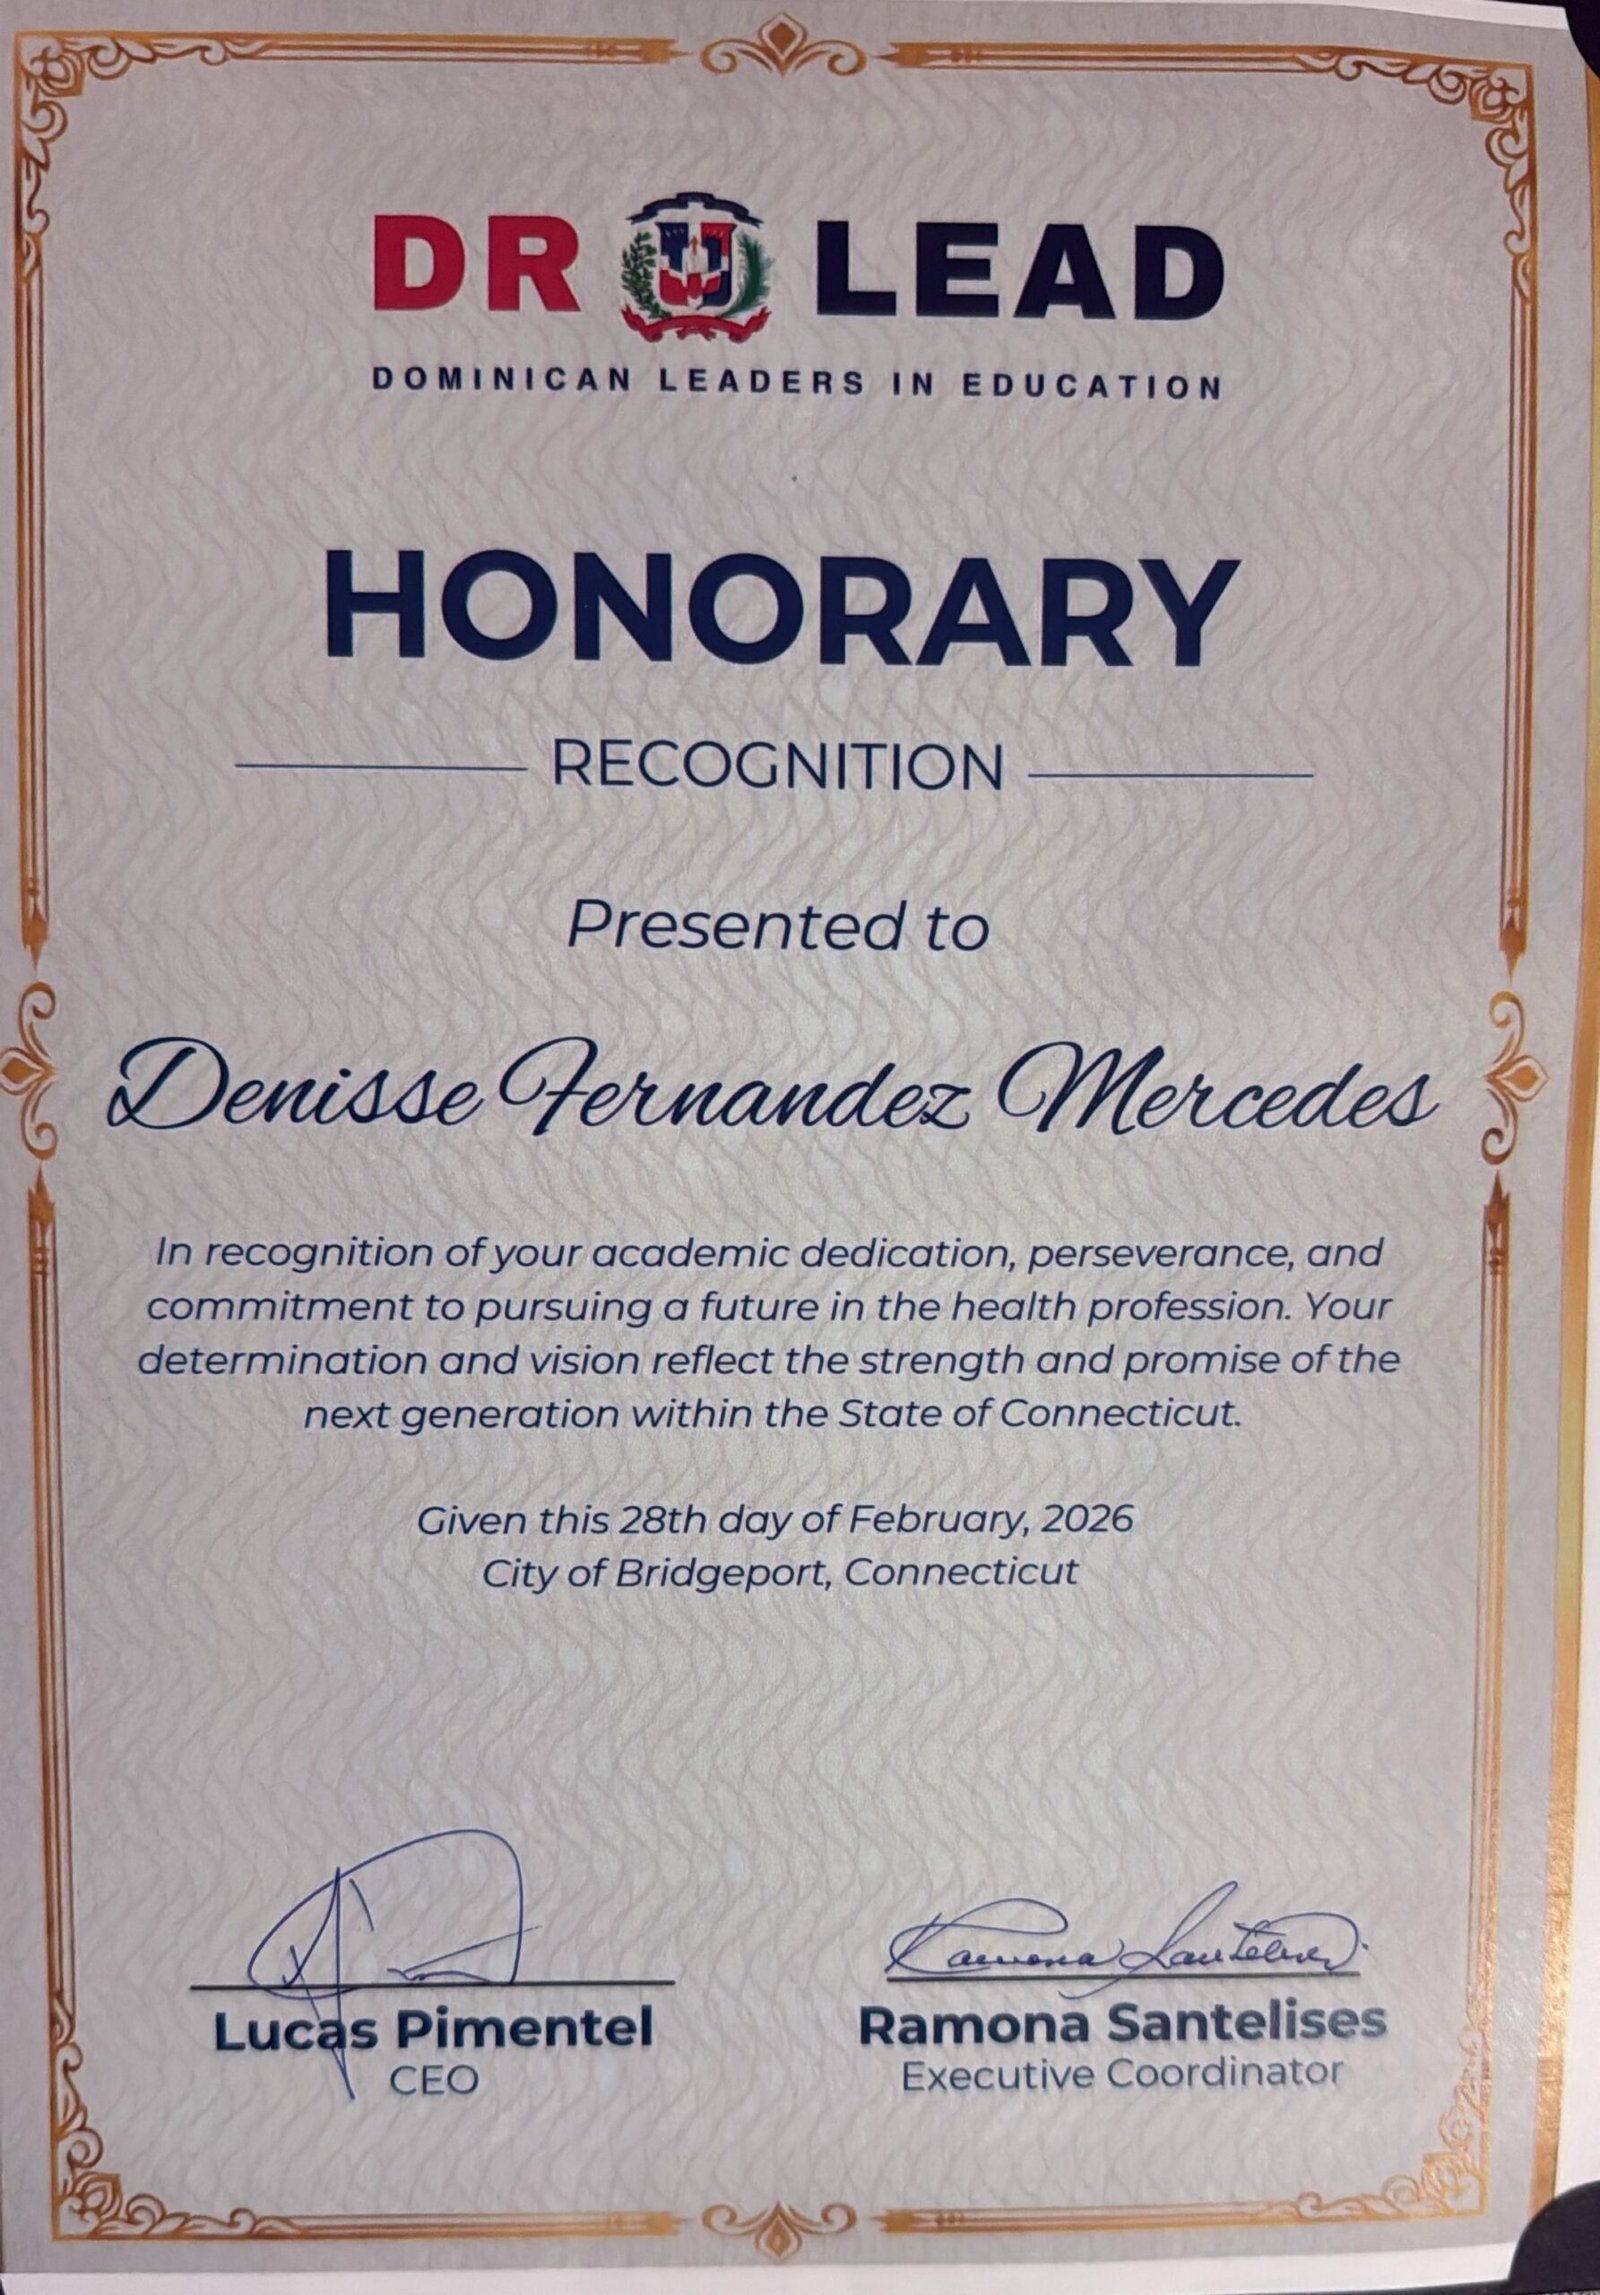 DR LEAD
DOMINICAN LEADERS IN EDUCATION
HONORARY
RECOGNITION
Presented to
Denisse Fernandez Mercedes
In recognition of your academic dedication, perseverance, and
commitment to pursuing a future in the health profession. Your
determination and vision reflect the strength and promise of the
next generation within the State of Connecticut.
Given this 28th day of February, 2026
City of Bridgeport, Connecticut
Ramona Santelises
Lucas Pimentel
CEO
Ramona Santelises
Executive Coordinator